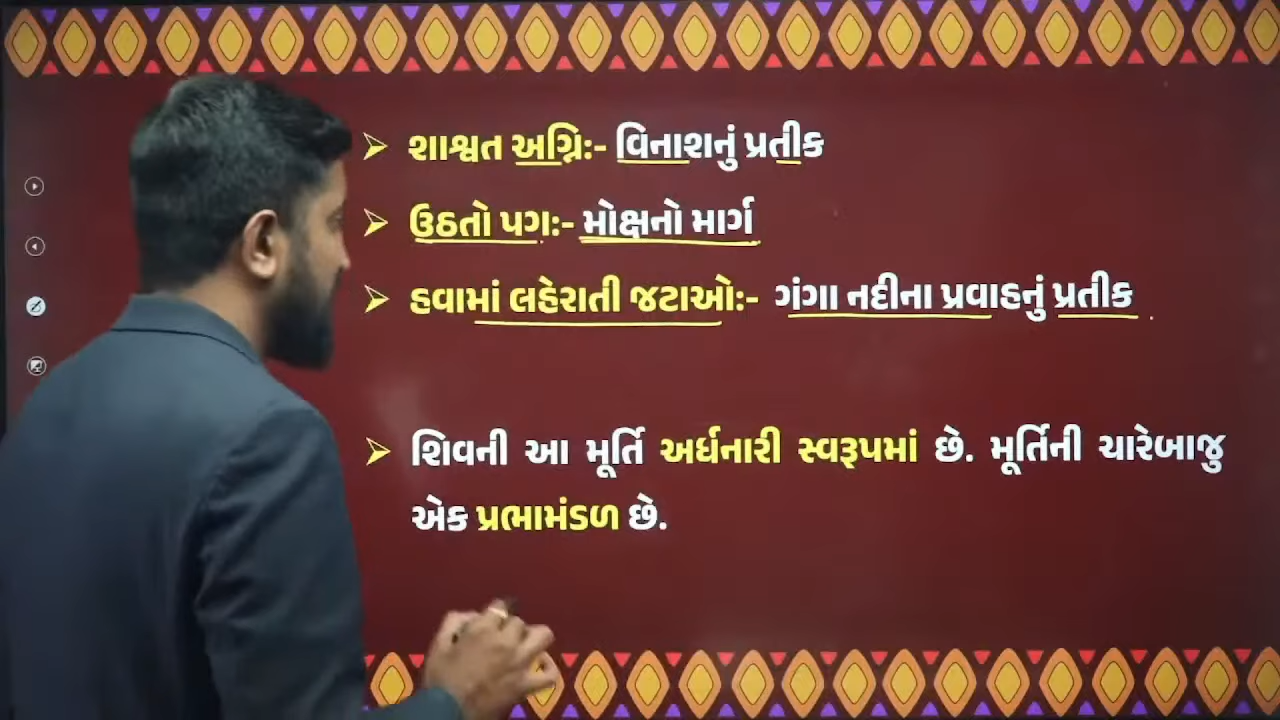 ➢ શાશ્વત અગ્નિ:- વિનાશનું પ્રતીક
➢ ઉઠતો પગ:- મોક્ષનો માર્ગ
➢ હવામાં લહેરાતી જટાઓ:- ગંગા નદીના પ્રવાહનું પ્રતીક
➢ શિવની આ મૂર્તિ અર્ધનારી સ્વરૂપમાં છે. મૂર્તિની ચારેબાજુ
એક પ્રભામંડળ છે.